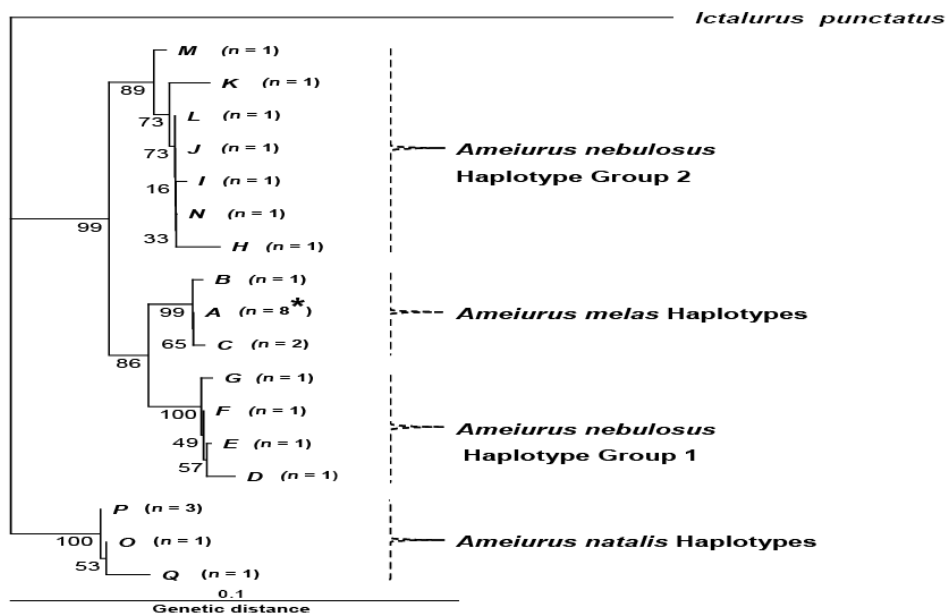 Ictalurus punctatus
M (n = 1)
89
K (n = 1)
73
L (n = 1)
J (n = 1)
73
Ameiurus nebulosus
Haplotype Group 2
I (n = 1)
16
N (n = 1)
99
33
H (n = 1)
B (n = 1)
99
A (n = 8*)
Ameiurus melas Haplotypes
65
C (n = 2)
86
G (n = 1)
100
F (n = 1)
Ameiurus nebulosus
Haplotype Group 1
49
E (n = 1)
57
D (n = 1)
P (n = 3)
100
O (n = 1)
Ameiurus natalis Haplotypes
53
Q (n = 1)
0.1
Genetic distance